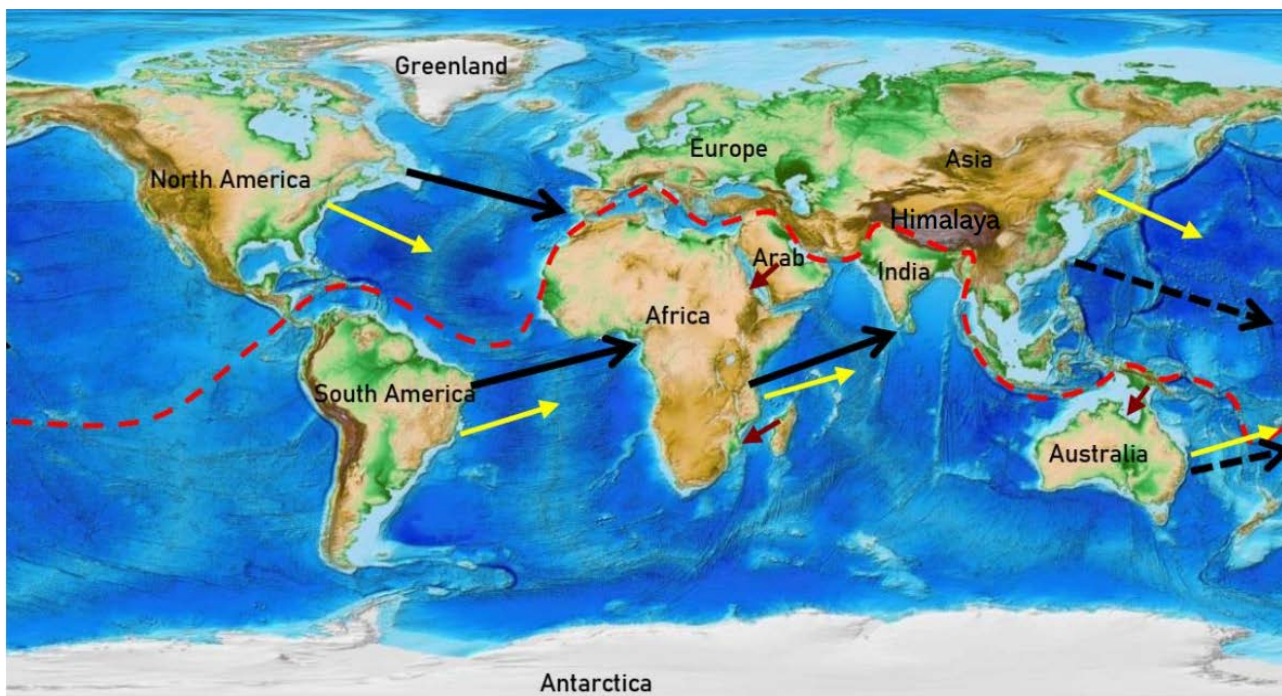 Greenland
Europe
Asia
North America
Himalaya
Arab
India
Africa
South America
Australia
Antarctica